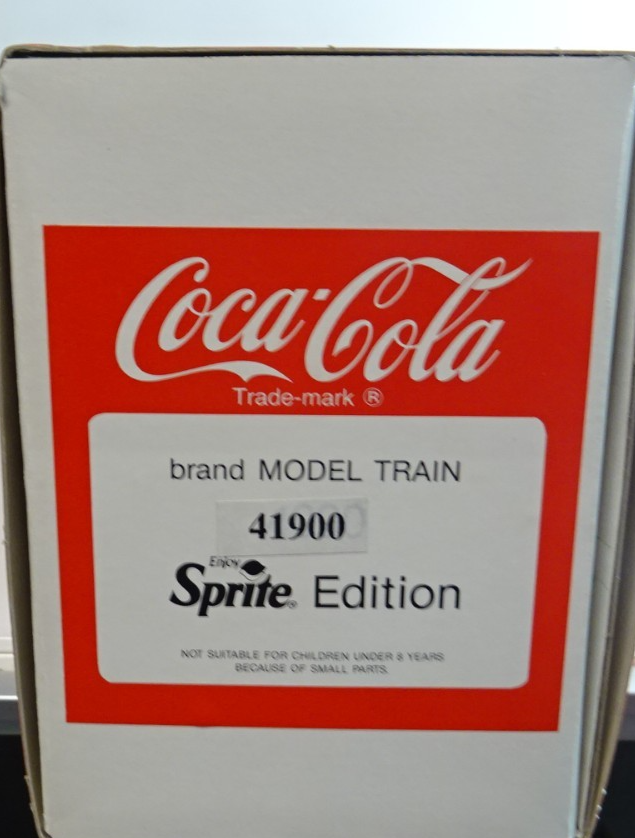 Coca-Cola
Trade-mark ®
brand MODEL TRAIN
41900
Enjoy
Sprite® Edition
NOT SUITABLE FOR CHILDREN UNDER 8 YEARS
BECAUSE OF SMALL PARTS.